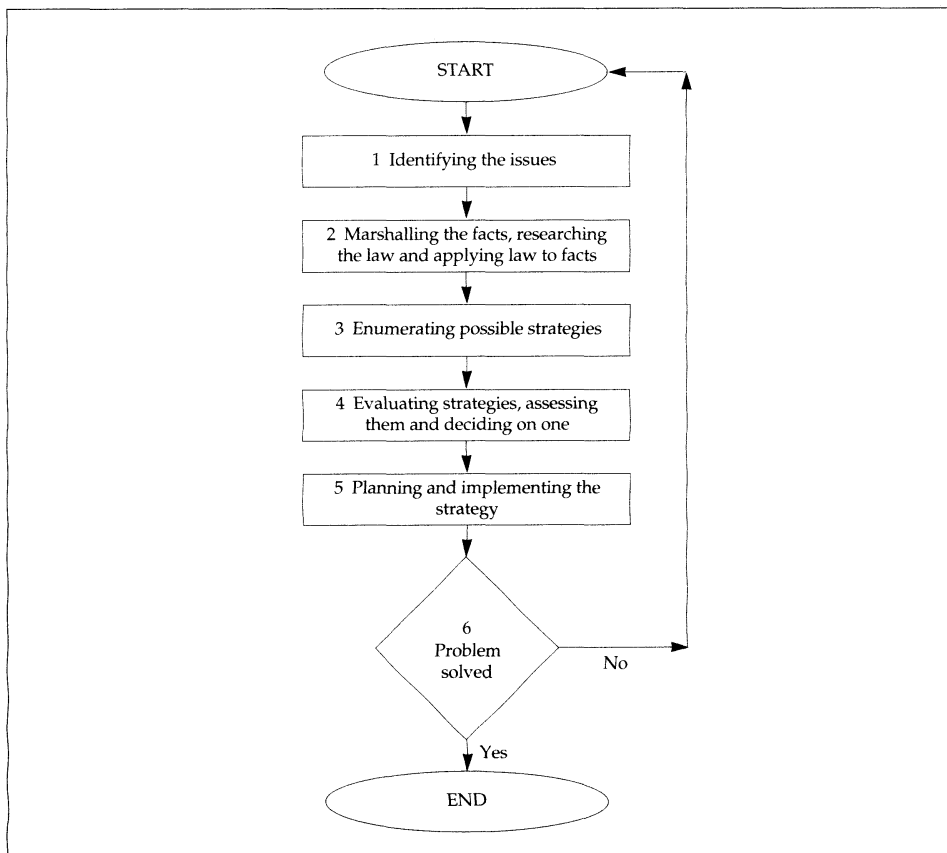 START
1 Identifying the issues
2 Marshalling the facts, researching
the law and applying law to facts
3 Enumerating possible strategies
4 Evaluating strategies, assessing
them and deciding on one
5 Planning and implementing the
strategy
6
Problem
solved
No
Yes
END